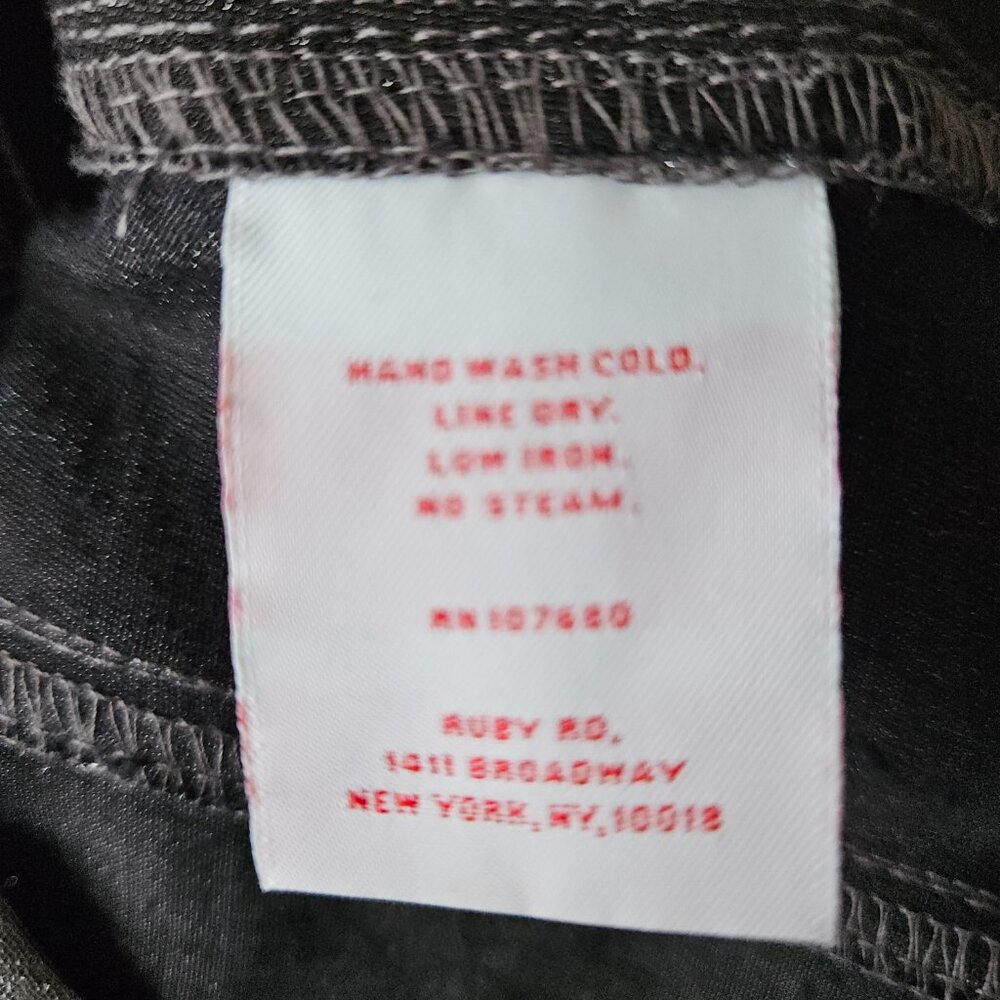 HAND WASH COLD.
LINE DRY.
LOW IRON.
NO STEAM.
RN 107680
RUBY RD.
1411 BROADWAY
NEW YORK, NY, 10018